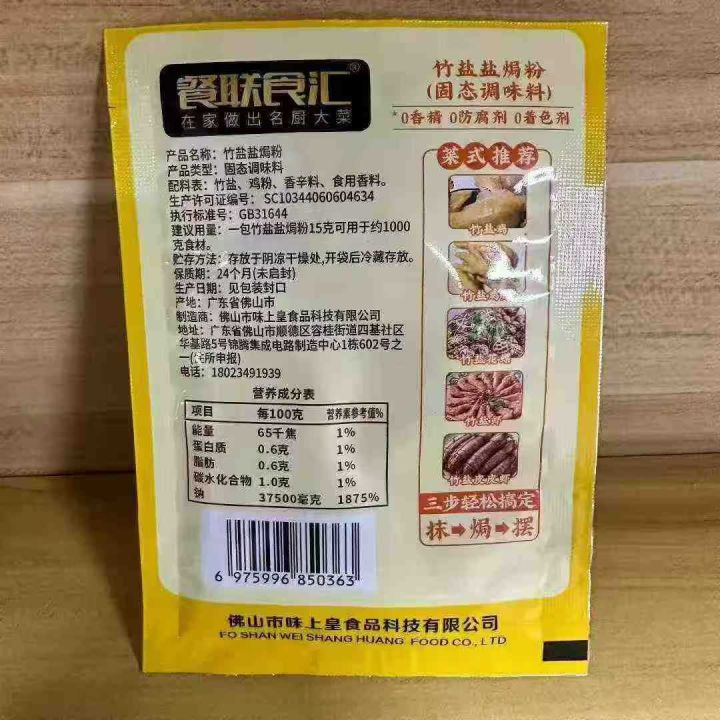 餐联食汇®
在家做出名厨大菜
竹盐盐焗粉
(固态调味料)
*0香精 0防腐剂 0着色剂
产品名称：竹盐盐焗粉
产品类型：固态调味料
配料表：竹盐、鸡粉、香辛料、食用香料。
生产许可证编号：SC10344060604634
执行标准号：GB31644
建议用量：一包竹盐盐焗粉15克可用于约1000
克食材。
贮存方法：存放于阴凉干燥处,开袋后冷藏存放。
保质期：24个月(未启封)
生产日期：见包装封口
产地：广东省佛山市
制造商：佛山市味上皇食品科技有限公司
地址：广东省佛山市顺德区容桂街道四基社区
华基路5号锦腾集成电路制造中心1栋602号之
一(住所申报)
电话：18023491939
营养成分表
项目 每100克 营养素参考值%
能量 65千焦 1%
蛋白质 0.6克 1%
脂肪 0.6克 1%
碳水化合物 1.0克 1%
钠 37500毫克 1875%
6 975996 850363
菜式推荐
竹盐鸡
竹盐
竹盐
竹盐虾
竹盐皮皮虾
三步轻松搞定
抹➡焗➡摆
佛山市味上皇食品科技有限公司
FO SHAN WEI SHANG HUANG FOOD CO., LTD